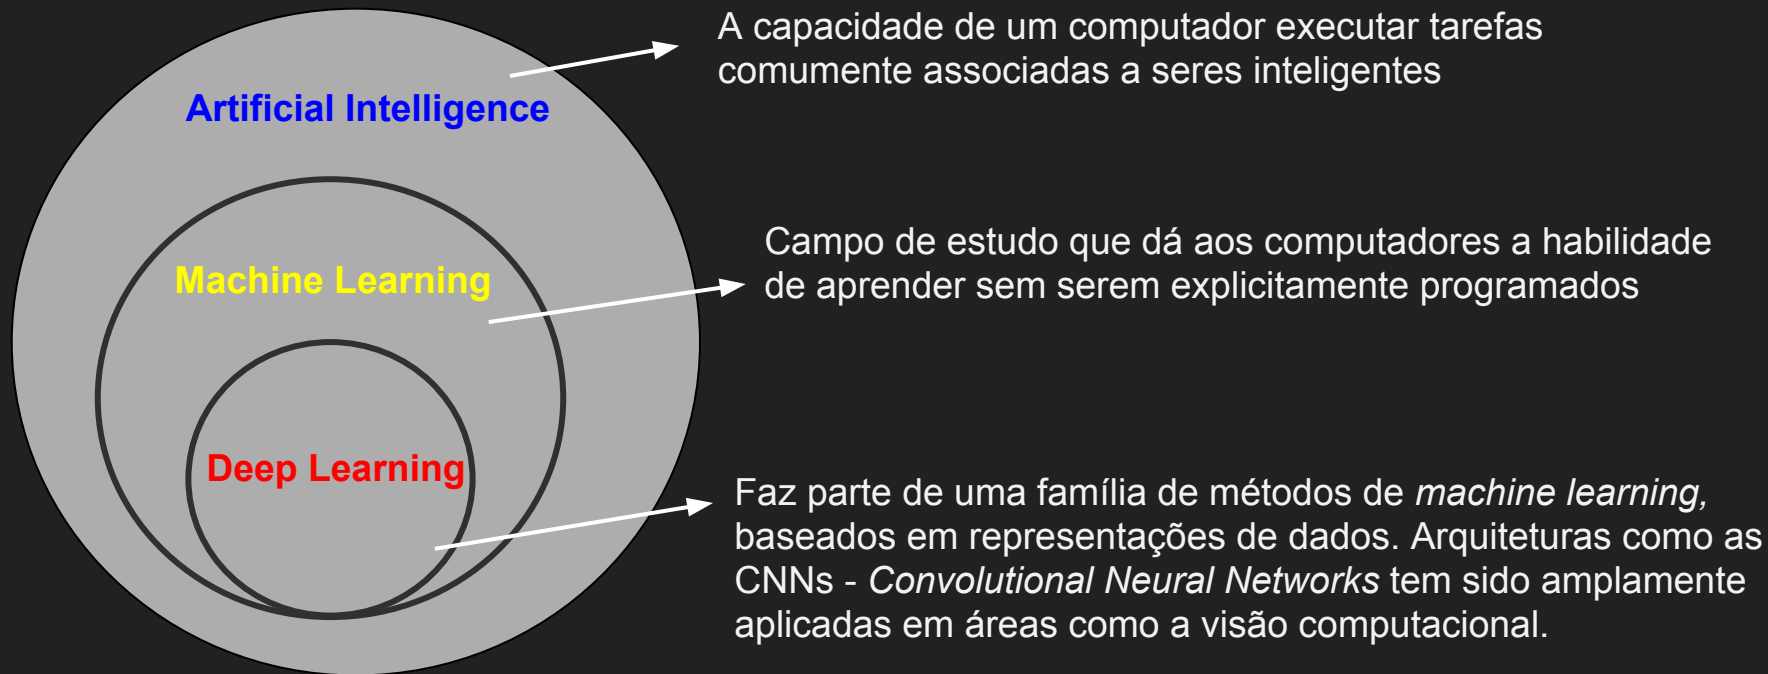 A capacidade de um computador executar tarefas
comumente associadas a seres inteligentes
Artificial Intelligence
Campo de estudo que dá aos computadores a habilidade
de aprender sem serem explicitamente programados
Machine Learning
Deep Learning
Faz parte de uma família de métodos de machine learning,
baseados em representações de dados. Arquiteturas como as
CNNs - Convolutional Neural Networks tem sido amplamente
aplicadas em áreas como a visão computacional.